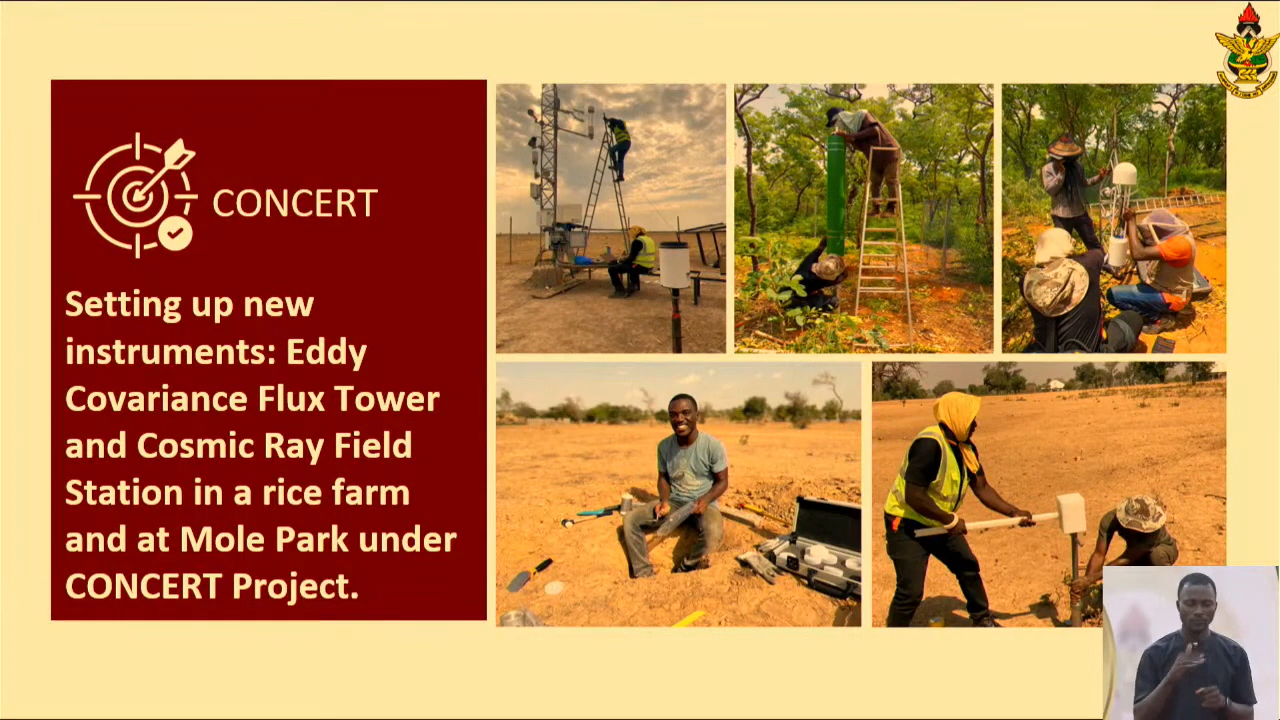 CONCERT
Setting up new
instruments: Eddy
Covariance Flux Tower
and Cosmic Ray Field
Station in a rice farm
and at Mole Park under
CONCERT Project.